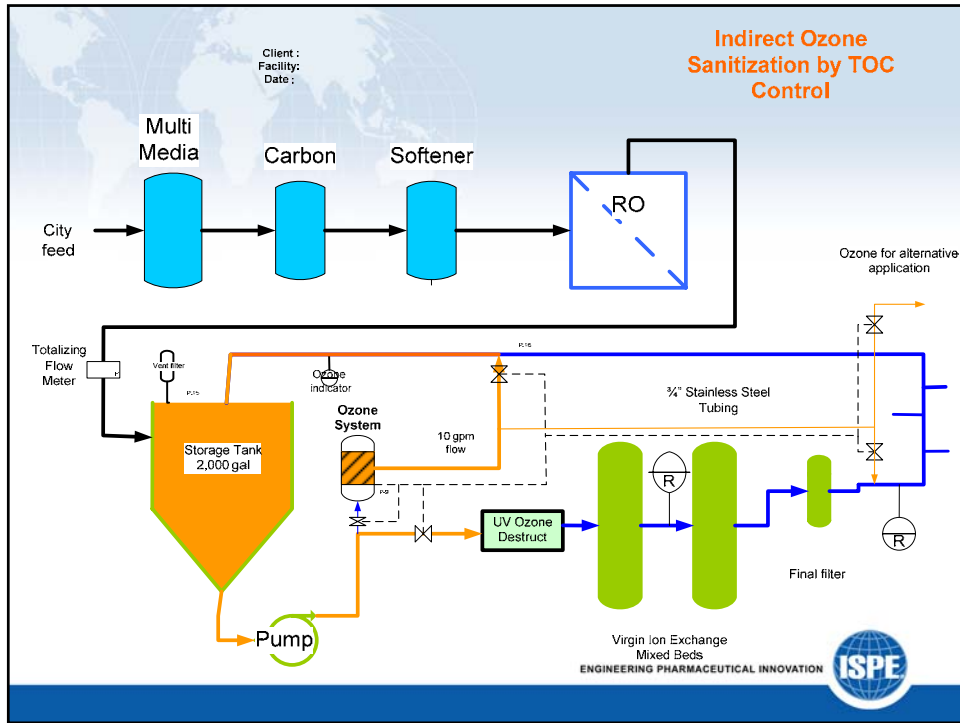 Indirect Ozone
Sanitization by TOC
Control
Client :
Facility:
Date :
Multi
Media
Carbon
Softener
RO
City
feed
Ozone for alternative
application
Totalizing
Flow
Meter
Vent filter
Ozone
indicator
¾” Stainless Steel
Tubing
Ozone
System
10 gpm
flow
Storage Tank
2,000 gal
R
UV Ozone
Destruct
R
Final filter
Pump
Virgin Ion Exchange
Mixed Beds
ENGINEERING PHARMACEUTICAL INNOVATION
ISPE